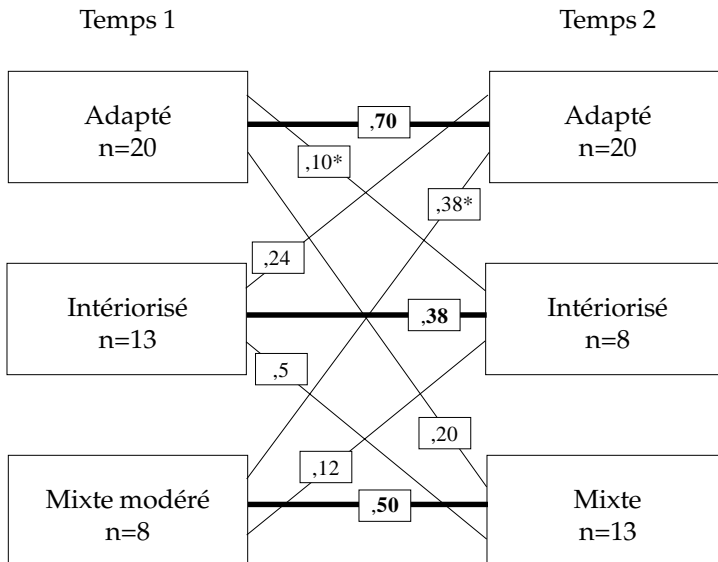 Temps 1
Temps 2
Adapté
n=20
,70
Adapté
n=20
,10*
,38*
,24
Intériorisé
n=13
,38
Intériorisé
n=8
,5
,20
,12
Mixte modéré
n=8
,50
Mixte
n=13